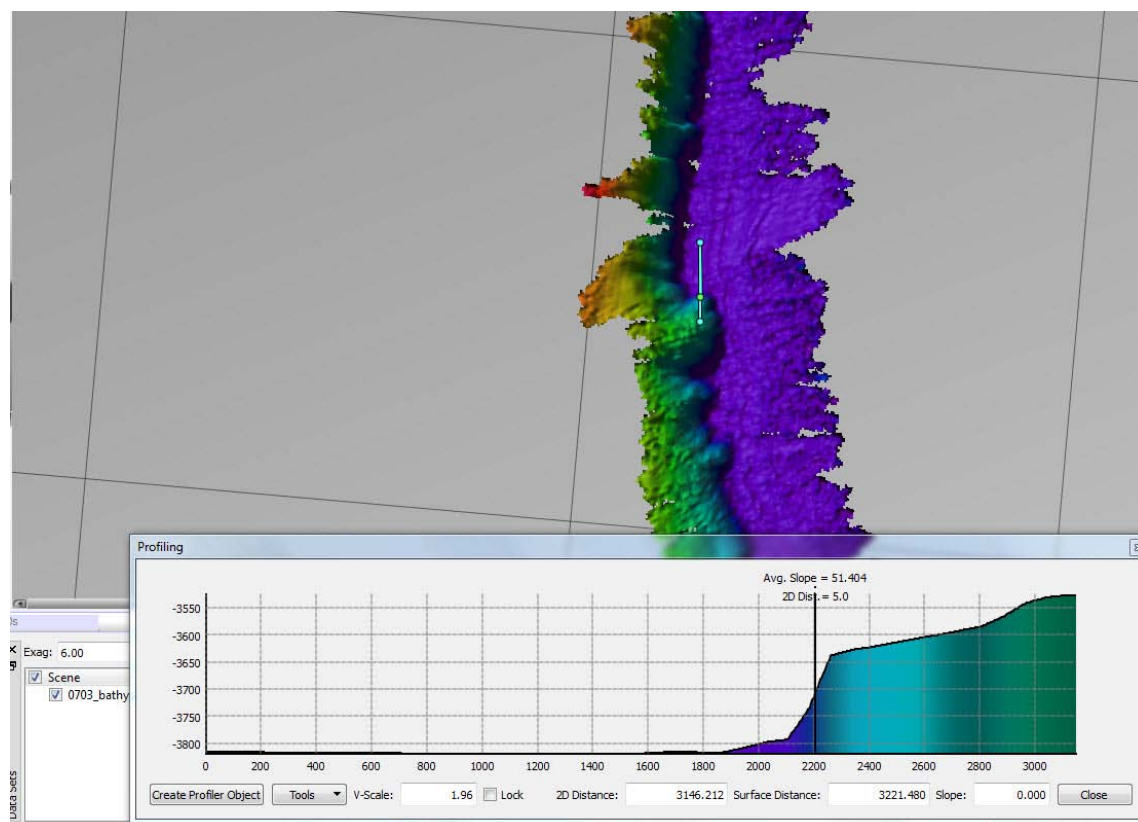 Profiling
Avg. Slope = 51.404
2D Dist. = 5.0
-3550
-3600
-3650
-3700
-3750
-3800
0 200 400 600 800 1000 1200 1400 1600 1800 2000 2200 2400 2600 2800 3000
Exag: 6.00
Scene
0703_bathy
Data Sets
Create Profiler Object Tools V-Scale: 1.96 Lock 2D Distance: 3146.212 Surface Distance: 3221.480 Slope: 0.000 Close